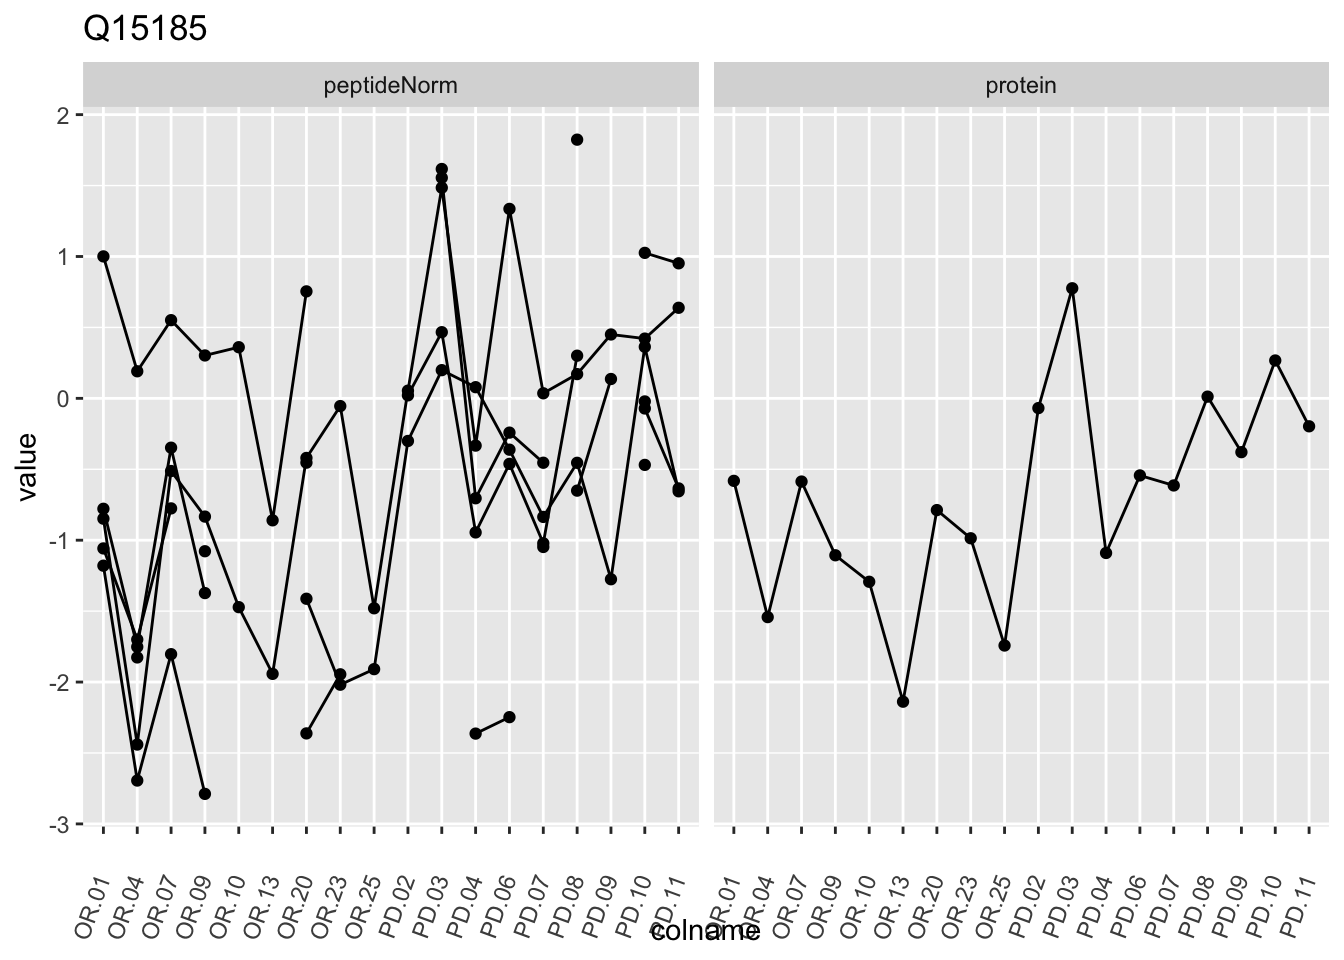 Q15185
peptideNorm protein
2
1
0
-1
-2
-3
value
OR.01 OR.04 OR.07 OR.09 OR.10 OR.13 OR.20 OR.23 OR.25 PD.02 PD.03 PD.04 PD.06 PD.07 PD.08 PD.09 PD.10 PD.11 OR.01 OR.04 OR.07 OR.09 OR.10 OR.13 OR.20 OR.23 OR.25 PD.02 PD.03 PD.04 PD.06 PD.07 PD.08 PD.09 PD.10 PD.11
colname